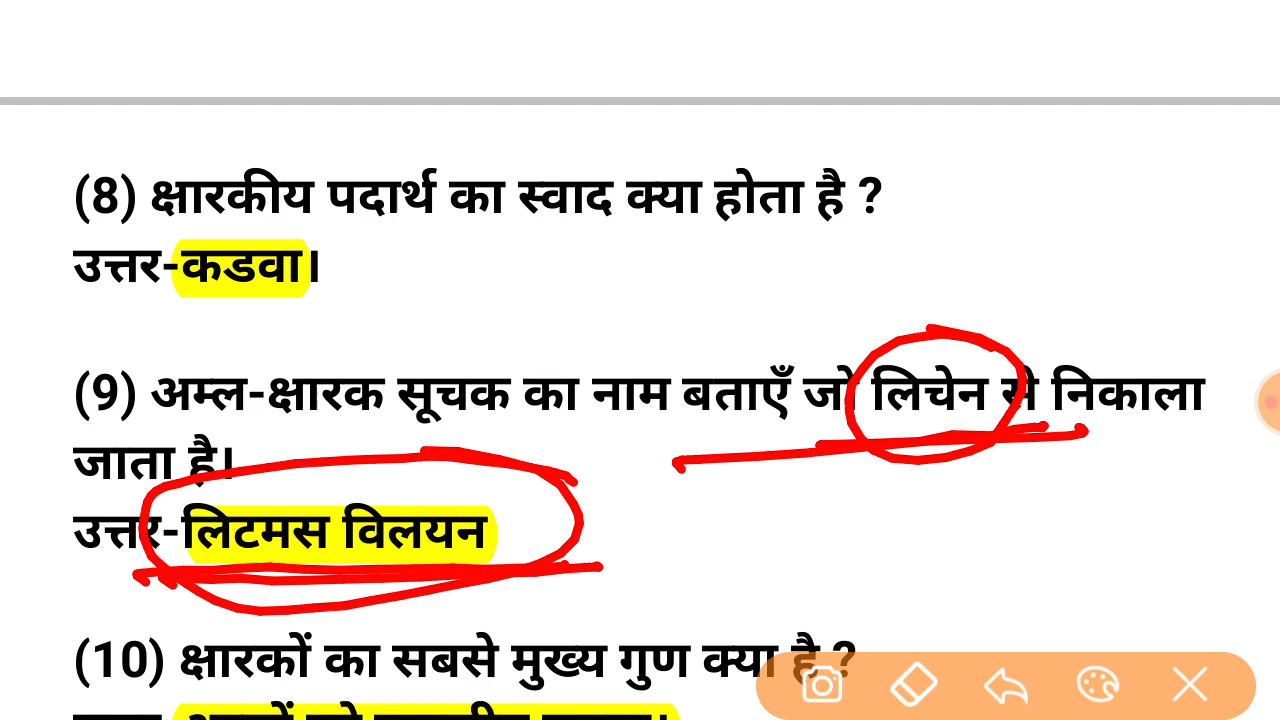 (8) क्षारकीय पदार्थ का स्वाद क्या होता है ?
उत्तर-कडवा।
(9) अम्ल-क्षारक सूचक का नाम बताएँ जो लिचेन से निकाला
जाता है।
उत्तर-लिटमस विलयन
(10) क्षारकों का सबसे मुख्य गुण क्या है ?